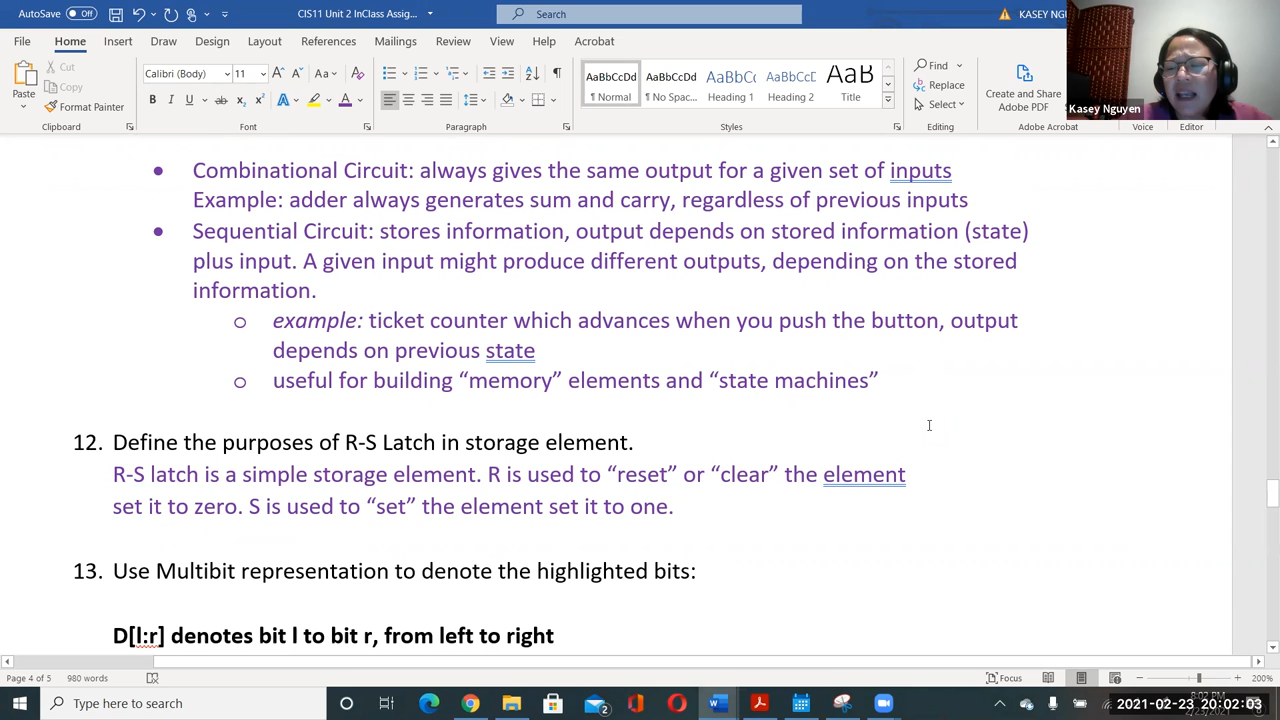 AutoSave Off CIS11 Unit 2 InClass Assig... Search KASEY NGU
File Home Insert Draw Design Layout References Mailings Review View Help Acrobat
Paste Cut Copy Format Painter
Calibri (Body) 11
AaBbCcDd AaBbCcDd AaBbCc AaBbCcD AaB
¶ Normal ¶ No Spac... Heading 1 Heading 2 Title
Find Replace Select
Create and Share Adobe PDF
Kasey Nguyen
Clipboard Font Paragraph Styles Editing Adobe Acrobat Voice Editor
• Combinational Circuit: always gives the same output for a given set of inputs
Example: adder always generates sum and carry, regardless of previous inputs
• Sequential Circuit: stores information, output depends on stored information (state)
plus input. A given input might produce different outputs, depending on the stored
information.
o example: ticket counter which advances when you push the button, output
depends on previous state
o useful for building “memory” elements and “state machines”
12. Define the purposes of R-S Latch in storage element.
R-S latch is a simple storage element. R is used to “reset” or “clear” the element
set it to zero. S is used to “set” the element set it to one.
13. Use Multibit representation to denote the highlighted bits:
D[l:r] denotes bit l to bit r, from left to right
Page 4 of 5 980 words Focus 200%
Type here to search
2021-02-23 20:02:03